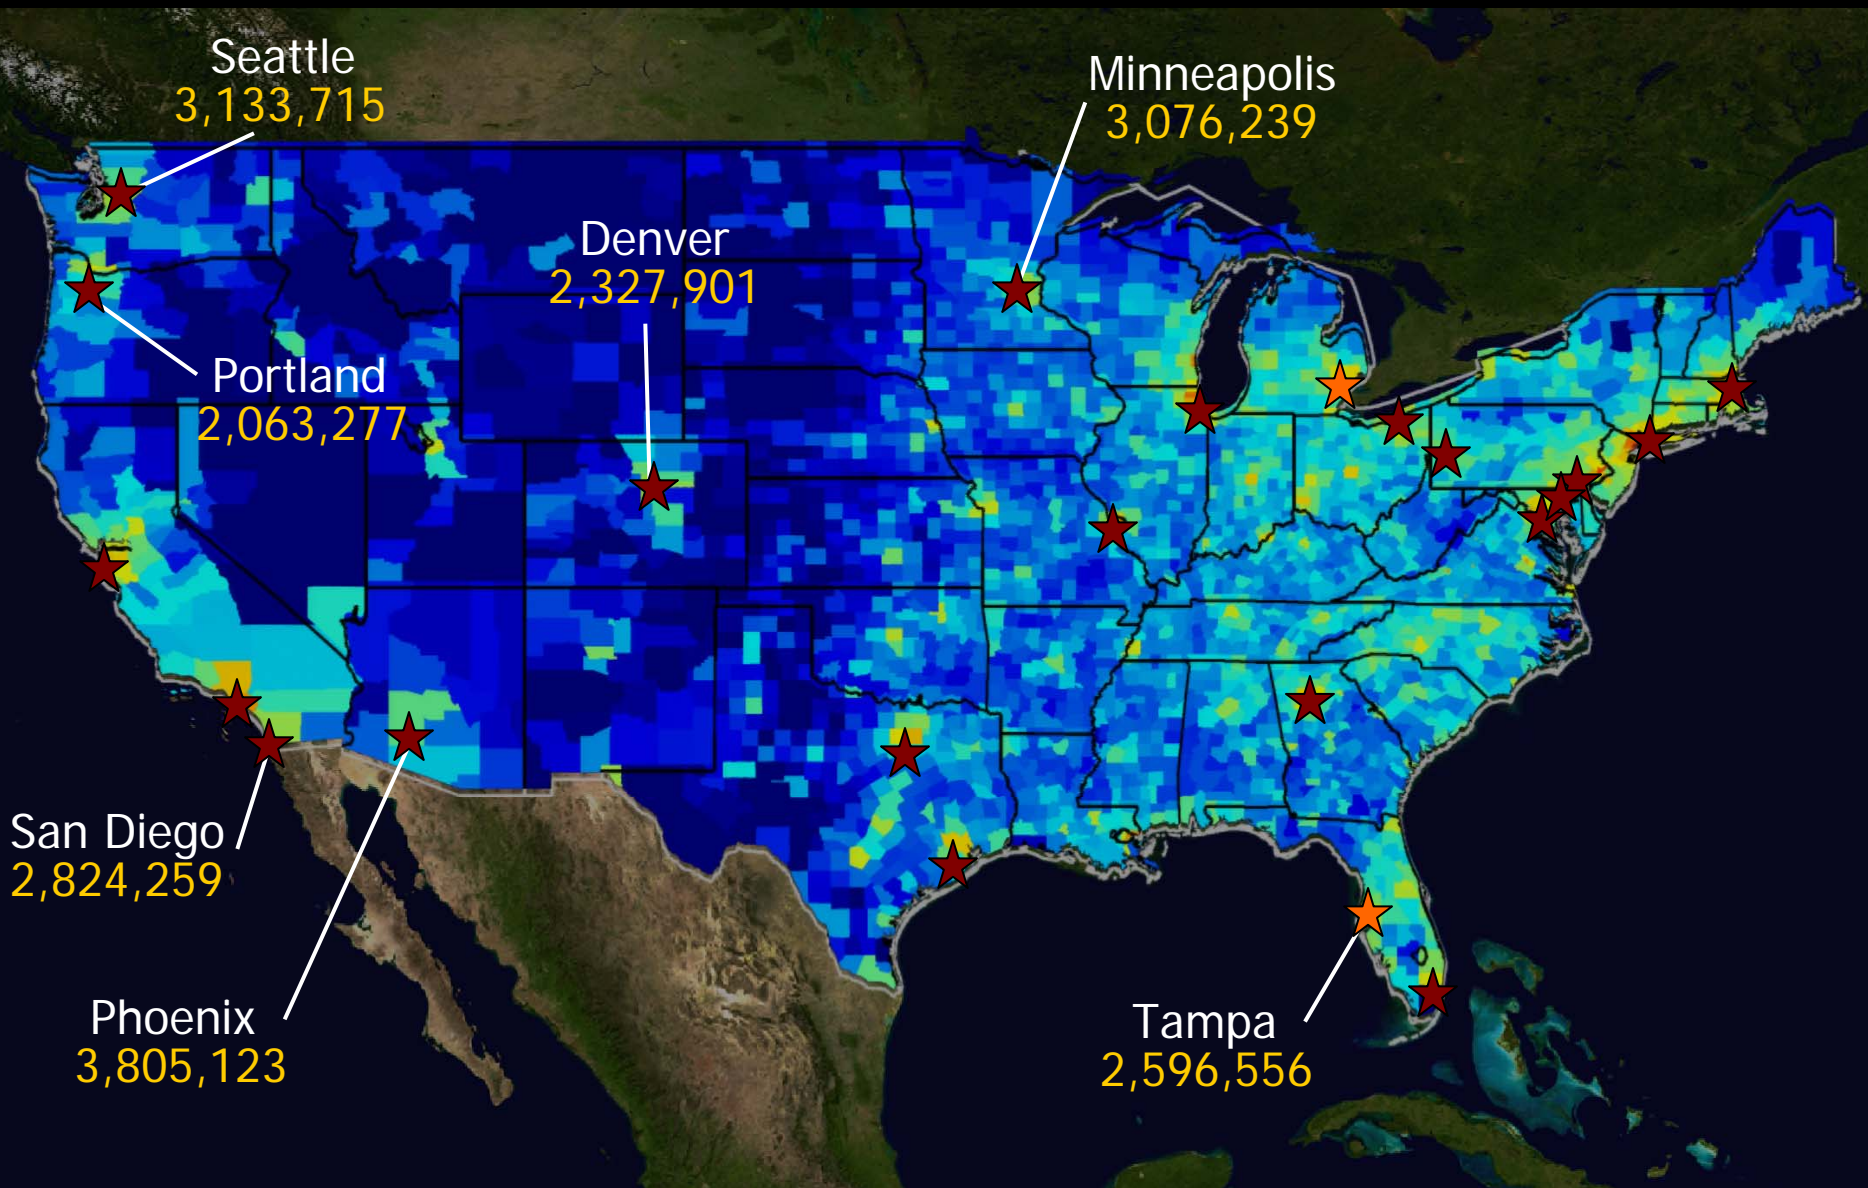 Seattle
3,133,715
Minneapolis
3,076,239
Denver
2,327,901
Portland
2,063,277
San Diego
2,824,259
Phoenix
3,805,123
Tampa
2,596,556